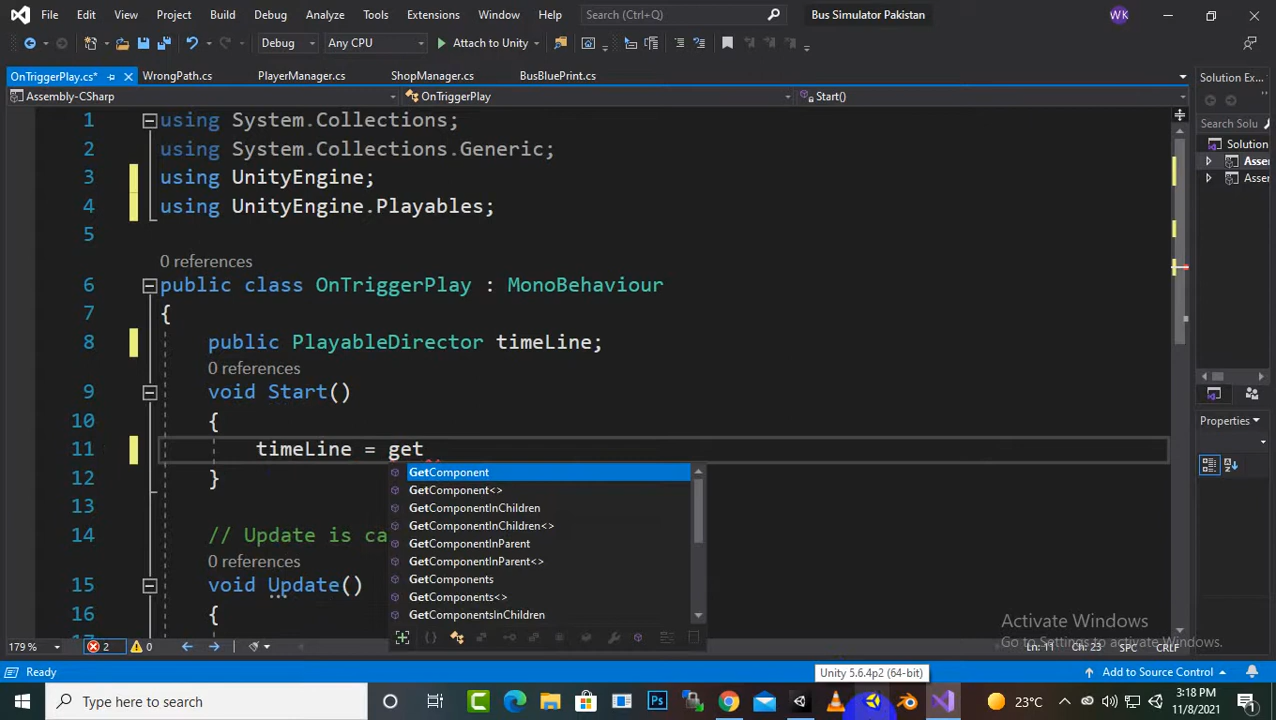 File Edit View Project Build Debug Analyze Tools Extensions Window Help Search (Ctrl+Q) Bus Simulator Pakistan WK
Debug Any CPU Attach to Unity
OnTriggerPlay.cs* WrongPath.cs PlayerManager.cs ShopManager.cs BusBluePrint.cs Solution Ex...
Assembly-CSharp OnTriggerPlay Start()
Search Solu
1 using System.Collections;
2 using System.Collections.Generic;
3 using UnityEngine;
4 using UnityEngine.Playables;
5
0 references
6 public class OnTriggerPlay : MonoBehaviour
7 {
8 public PlayableDirector timeLine;
0 references
9 void Start()
10 {
11 timeLine = get
12 }
13
14 // Update is ca
0 references
15 void Update()
16 {
GetComponent
GetComponent<>
GetComponentInChildren
GetComponentInChildren<>
GetComponentInParent
GetComponentInParent<>
GetComponents
GetComponents<>
GetComponentsInChildren
Solution
Asse
Asse
Properties
Activate Windows
Go to Settings to activate Windows.
179 % 2 0 Ln: 11 Ch: 23 SPC CRLF
Ready Unity 5.6.4p2 (64-bit) Add to Source Control
Type here to search 23°C 3:18 PM
11/8/2021